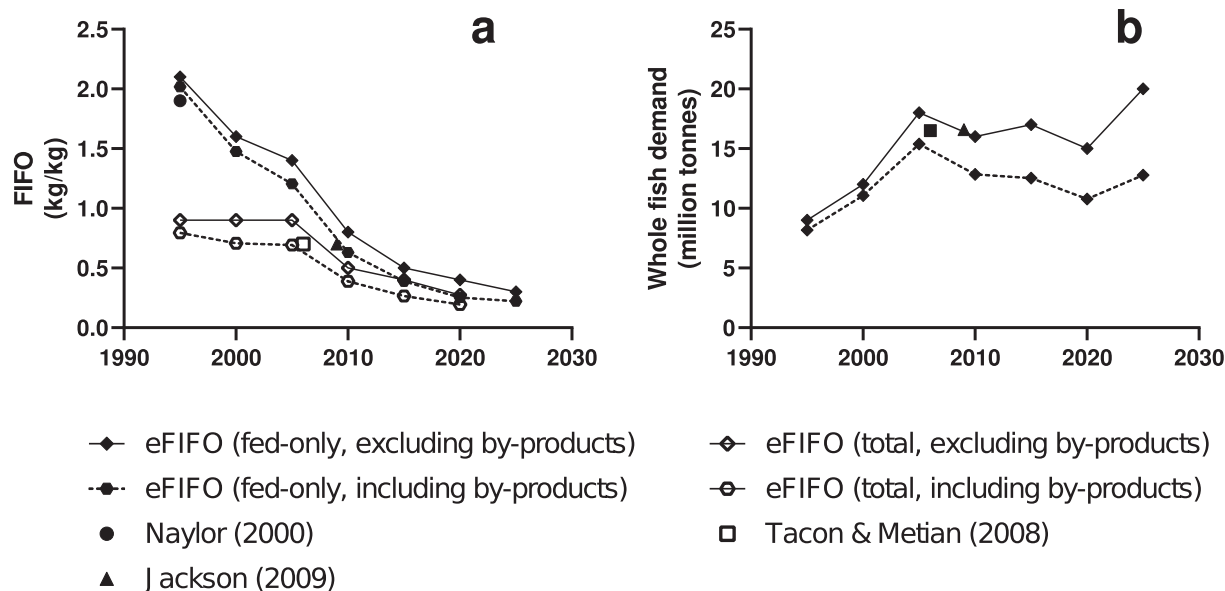 a
2.5
2.0
1.5
1.0
0.5
0.0
FIFO
(kg/kg)
1990 2000 2010 2020 2030
b
25
20
15
10
5
0
Whole fish demand
(million tonnes)
1990 2000 2010 2020 2030
eFIFO (fed-only, excluding by-products)
eFIFO (fed-only, including by-products)
Naylor (2000)
Jackson (2009)
eFIFO (total, excluding by-products)
eFIFO (total, including by-products)
Tacon & Metian (2008)